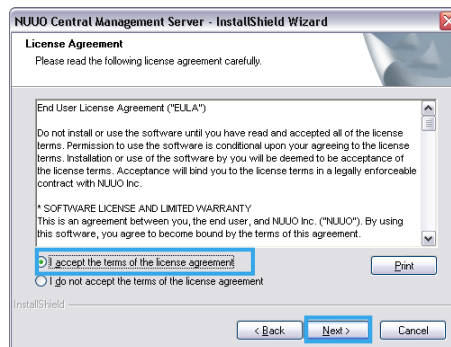 NUUO Central Management Server - InstallShield Wizard
License Agreement
Please read the following license agreement carefully.
End User License Agreement ("EULA")
Do not install or use the software until you have read and accepted all of the license
terms. Permission to use the software is conditional upon your agreeing to the license
terms. Installation or use of the software by you will be deemed to be acceptance of
the license terms. Acceptance will bind you to the license terms in a legally enforceable
contract with NUUO Inc.
* SOFTWARE LICENSE AND LIMITED WARRANTY
This is an agreement between you, the end user, and NUUO Inc. ("NUUO"). By using
this software, you agree to become bound by the terms of this agreement.
I accept the terms of the license agreement
Print
I do not accept the terms of the license agreement
InstallShield
< Back Next > Cancel